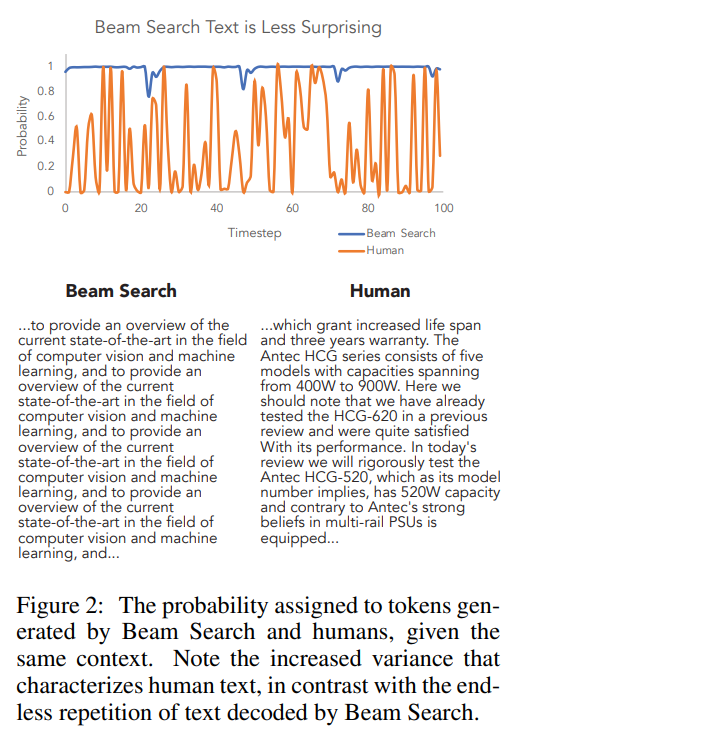 Beam Search Text is Less Surprising
Probability
1
0.8
0.6
0.4
0.2
0
0 20 40 60 80 100
Timestep
Beam Search
Human
Beam Search
...to provide an overview of the
current state-of-the-art in the field
of computer vision and machine
learning, and to provide an
overview of the current
state-of-the-art in the field of
computer vision and machine
learning, and to provide an
overview of the current
state-of-the-art in the field of
computer vision and machine
learning, and to provide an
overview of the current
state-of-the-art in the field of
computer vision and machine
learning, and...
Human
...which grant increased life span
and three years warranty. The
Antec HCG series consists of five
models with capacities spanning
from 400W to 900W. Here we
should note that we have already
tested the HCG-620 in a previous
review and were quite satisfied
With its performance. In today's
review we will rigorously test the
Antec HCG-520, which as its model
number implies, has 520W capacity
and contrary to Antec's strong
beliefs in multi-rail PSUs is
equipped...
Figure 2: The probability assigned to tokens gen-
erated by Beam Search and humans, given the
same context. Note the increased variance that
characterizes human text, in contrast with the end-
less repetition of text decoded by Beam Search.